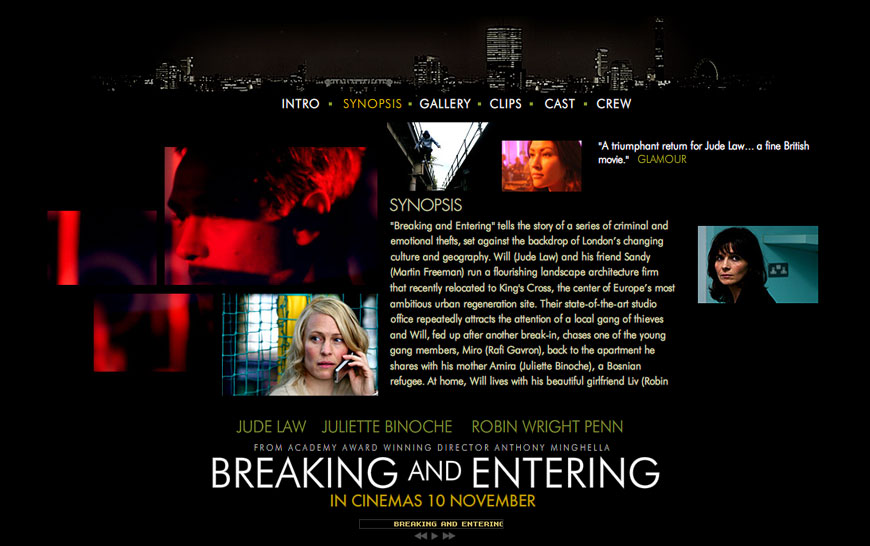 INTRO ▪ SYNOPSIS ▪ GALLERY ▪ CLIPS ▪ CAST ▪ CREW
"A triumphant return for Jude Law... a fine British
movie." GLAMOUR
SYNOPSIS
"Breaking and Entering" tells the story of a series of criminal and
emotional thefts, set against the backdrop of London's changing
culture and geography. Will (Jude Law) and his friend Sandy
(Martin Freeman) run a flourishing landscape architecture firm
that recently relocated to King's Cross, the center of Europe's most
ambitious urban regeneration site. Their state-of-the-art studio
office repeatedly attracts the attention of a local gang of thieves
and Will, fed up after another break-in, chases one of the young
gang members, Miro (Rafi Gavron), back to the apartment he
shares with his mother Amira (Juliette Binoche), a Bosnian
refugee. At home, Will lives with his beautiful girlfriend Liv (Robin
JUDE LAW JULIETTE BINOCHE ROBIN WRIGHT PENN
FROM ACADEMY AWARD WINNING DIRECTOR ANTHONY MINGHELLA
BREAKING AND ENTERING
IN CINEMAS 10 NOVEMBER
BREAKING AND ENTERING